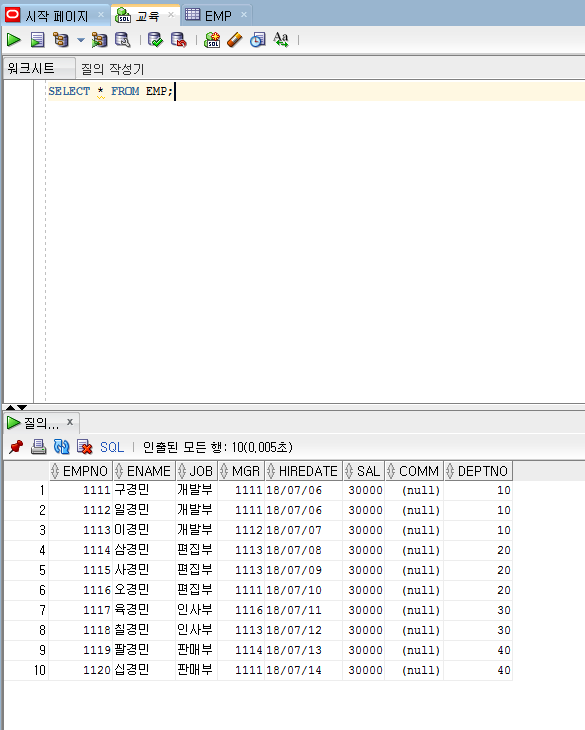 시작 페이지 교육 EMP
워크시트 질의 작성기
SELECT * FROM EMP;
질의... x
SQL | 인출된 모든 행: 10(0,005초)
EMPNO ENAME JOB MGR HIREDATE SAL COMM DEPTNO
1 1111 구경민 개발부 1111 18/07/06 30000 (null) 10
2 1112 일경민 개발부 1111 18/07/06 30000 (null) 10
3 1113 이경민 개발부 1112 18/07/07 30000 (null) 10
4 1114 삼경민 편집부 1113 18/07/08 30000 (null) 20
5 1115 사경민 편집부 1113 18/07/09 30000 (null) 20
6 1116 오경민 편집부 1111 18/07/10 30000 (null) 20
7 1117 육경민 인사부 1116 18/07/11 30000 (null) 30
8 1118 칠경민 인사부 1113 18/07/12 30000 (null) 30
9 1119 팔경민 판매부 1114 18/07/13 30000 (null) 40
10 1120 십경민 판매부 1111 18/07/14 30000 (null) 40